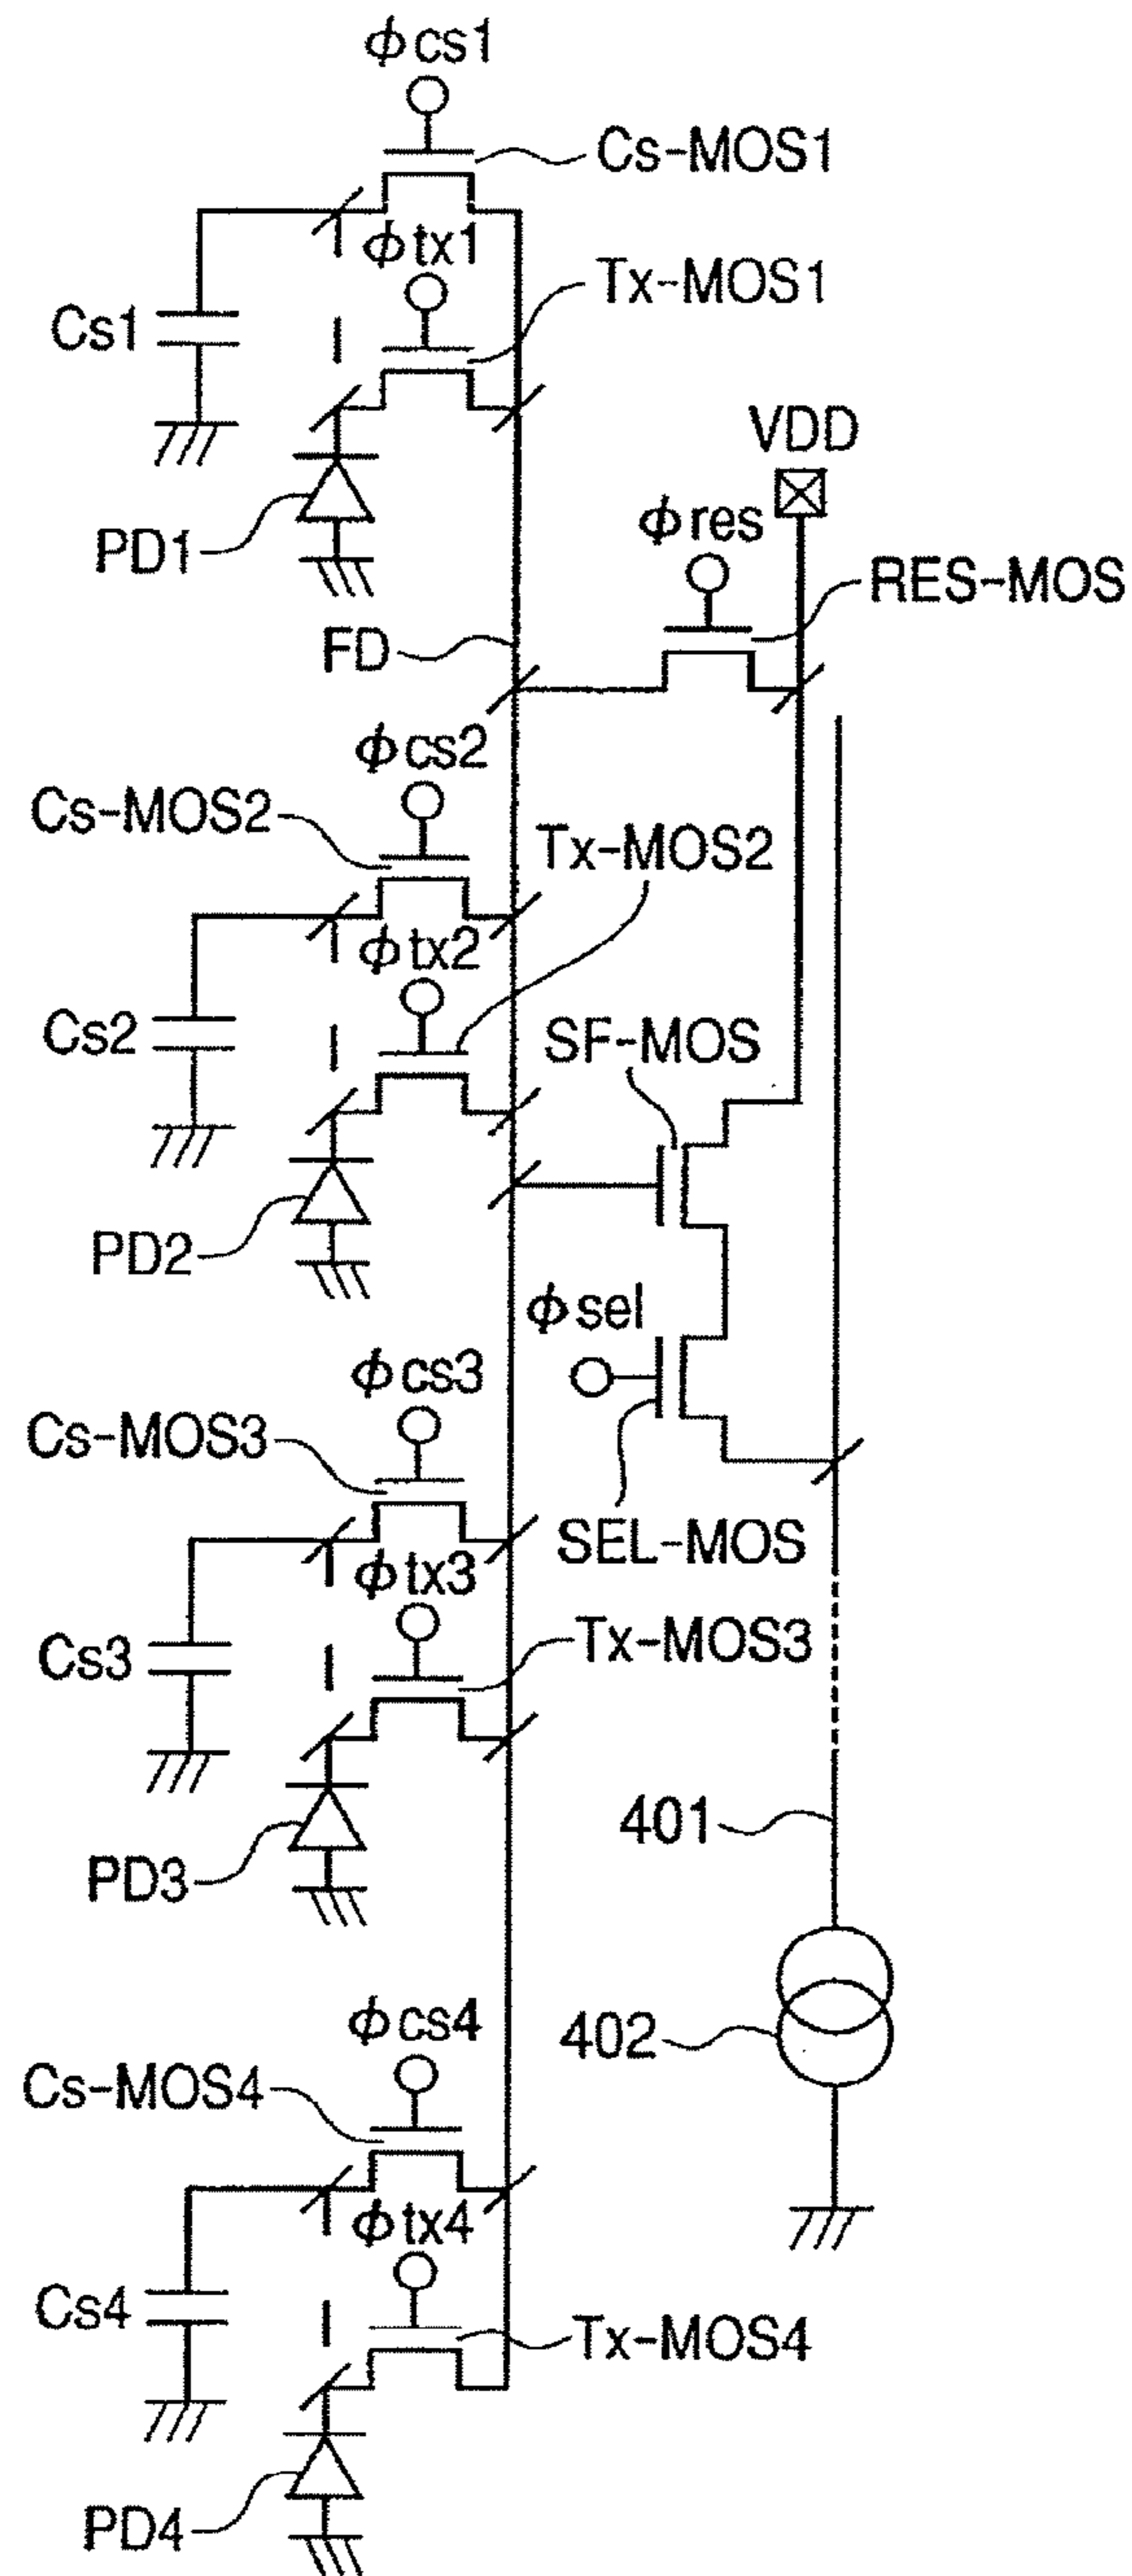 ϕcs1
Cs-MOS1
ϕtx1
Tx-MOS1
Cs1
VDD
ϕres
PD1
RES-MOS
FD
ϕcs2
Cs-MOS2
Tx-MOS2
ϕtx2
Cs2
SF-MOS
PD2
ϕsel
ϕcs3
Cs-MOS3
SEL-MOS
ϕtx3
Cs3
Tx-MOS3
401
PD3
ϕcs4
402
Cs-MOS4
ϕtx4
Cs4
Tx-MOS4
PD4